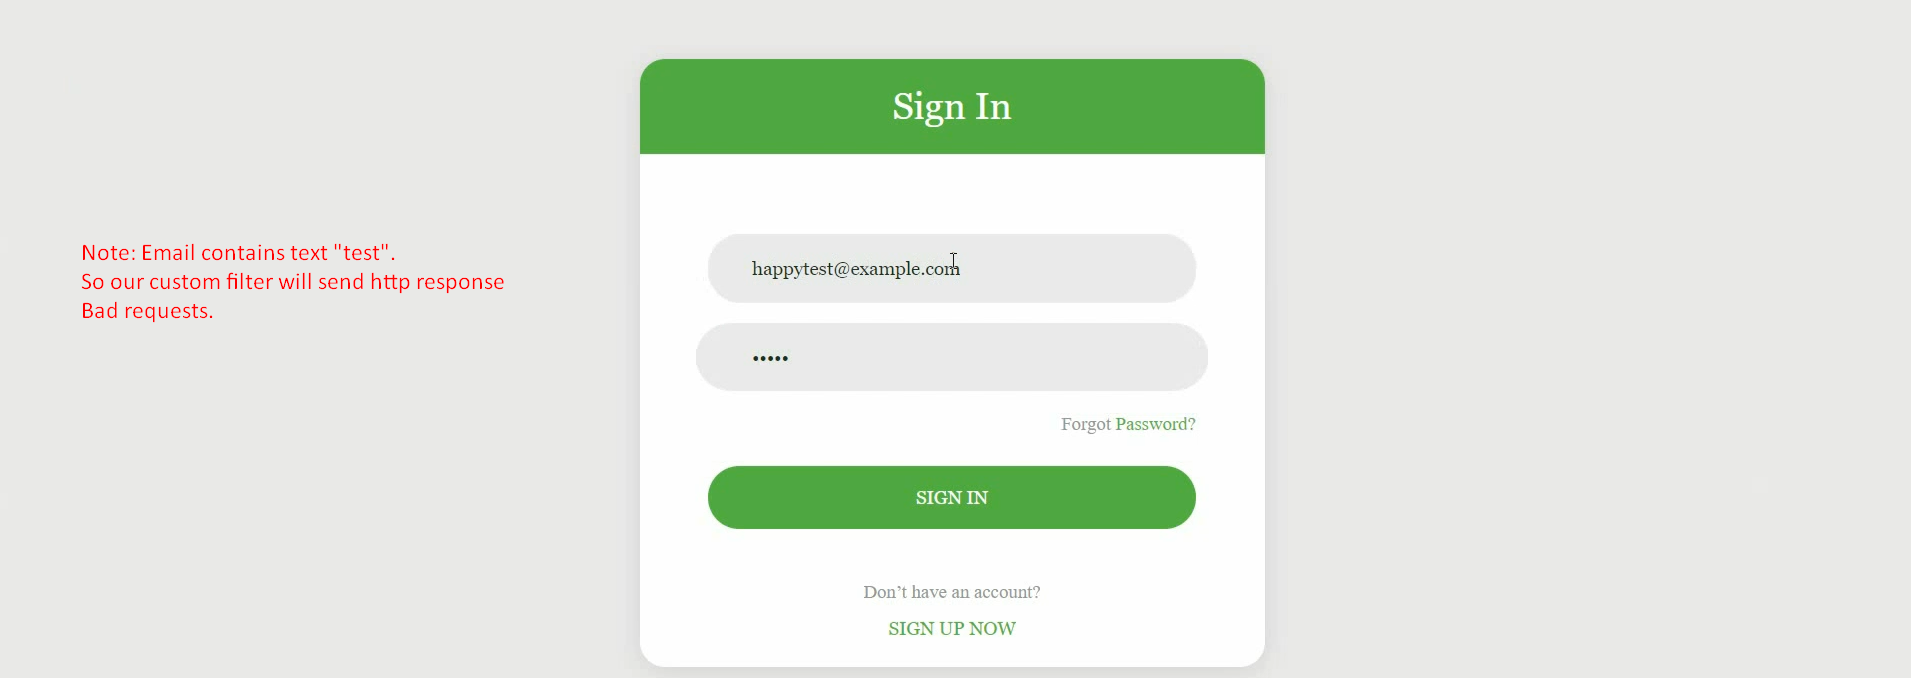 Sign In
Note: Email contains text "test".
So our custom filter will send http response
Bad requests.
happytest@example.com
•••••
Forgot Password?
SIGN IN
Don’t have an account?
SIGN UP NOW